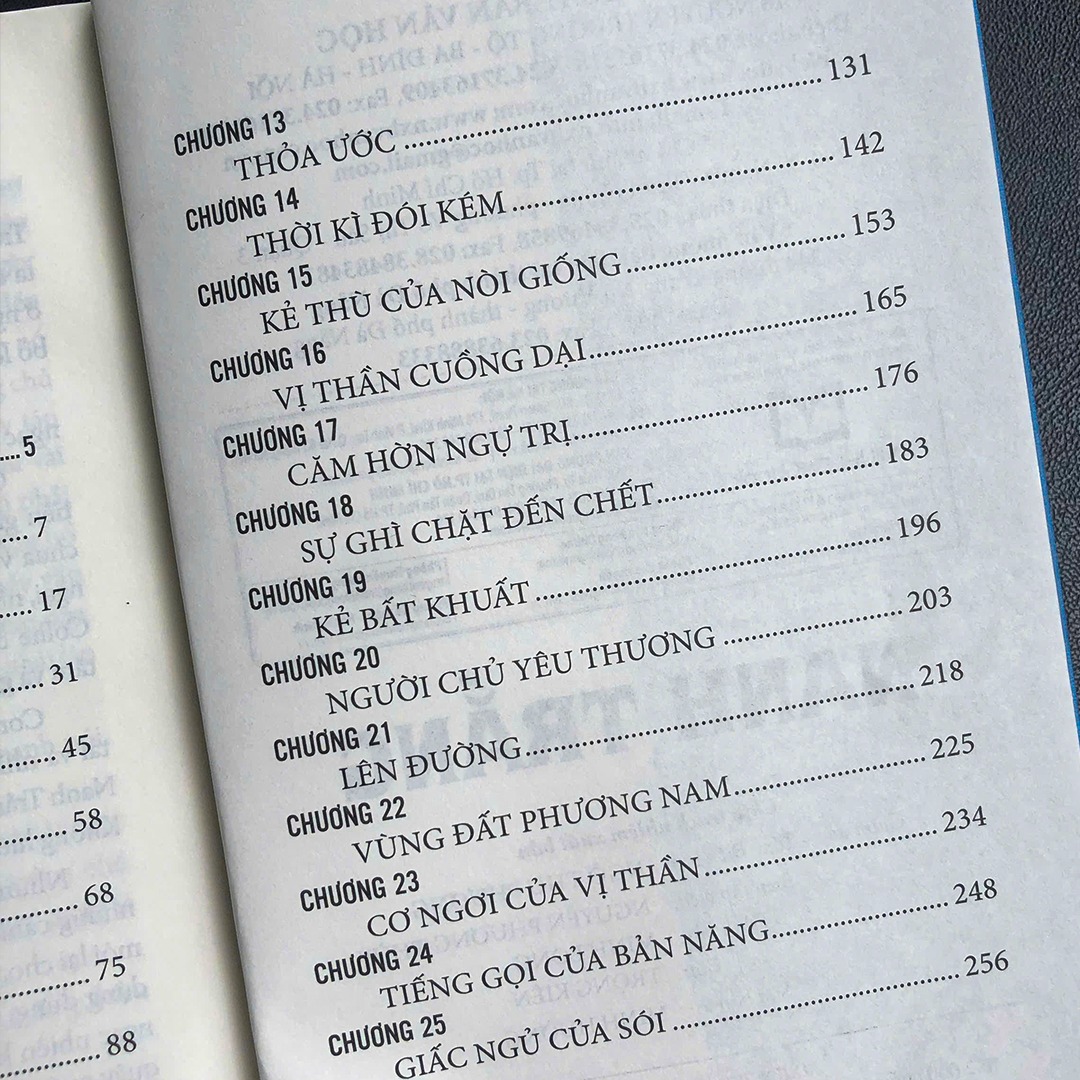 5
7
17
31
45
58
68
75
88
CHƯƠNG 13
THỎA ƯỚC ........ 131
CHƯƠNG 14
THỜI KÌ ĐÓI KÉM ........ 142
CHƯƠNG 15
KẺ THÙ CỦA NÒI GIỐNG ........ 153
CHƯƠNG 16
VỊ THẦN CUỒNG DẠI ........ 165
CHƯƠNG 17
CĂM HỜN NGỰ TRỊ ........ 176
CHƯƠNG 18
SỰ GHÌ CHẶT ĐẾN CHẾT ........ 183
CHƯƠNG 19
KẺ BẤT KHUẤT ........ 196
CHƯƠNG 20
NGƯỜI CHỦ YÊU THƯƠNG ........ 203
CHƯƠNG 21
LÊN ĐƯỜNG ........ 218
CHƯƠNG 22
VÙNG ĐẤT PHƯƠNG NAM ........ 225
CHƯƠNG 23
CƠ NGƠI CỦA VỊ THẦN ........ 234
CHƯƠNG 24
TIẾNG GỌI CỦA BẢN NĂNG ........ 248
CHƯƠNG 25
GIẤC NGỦ CỦA SÓI ........ 256